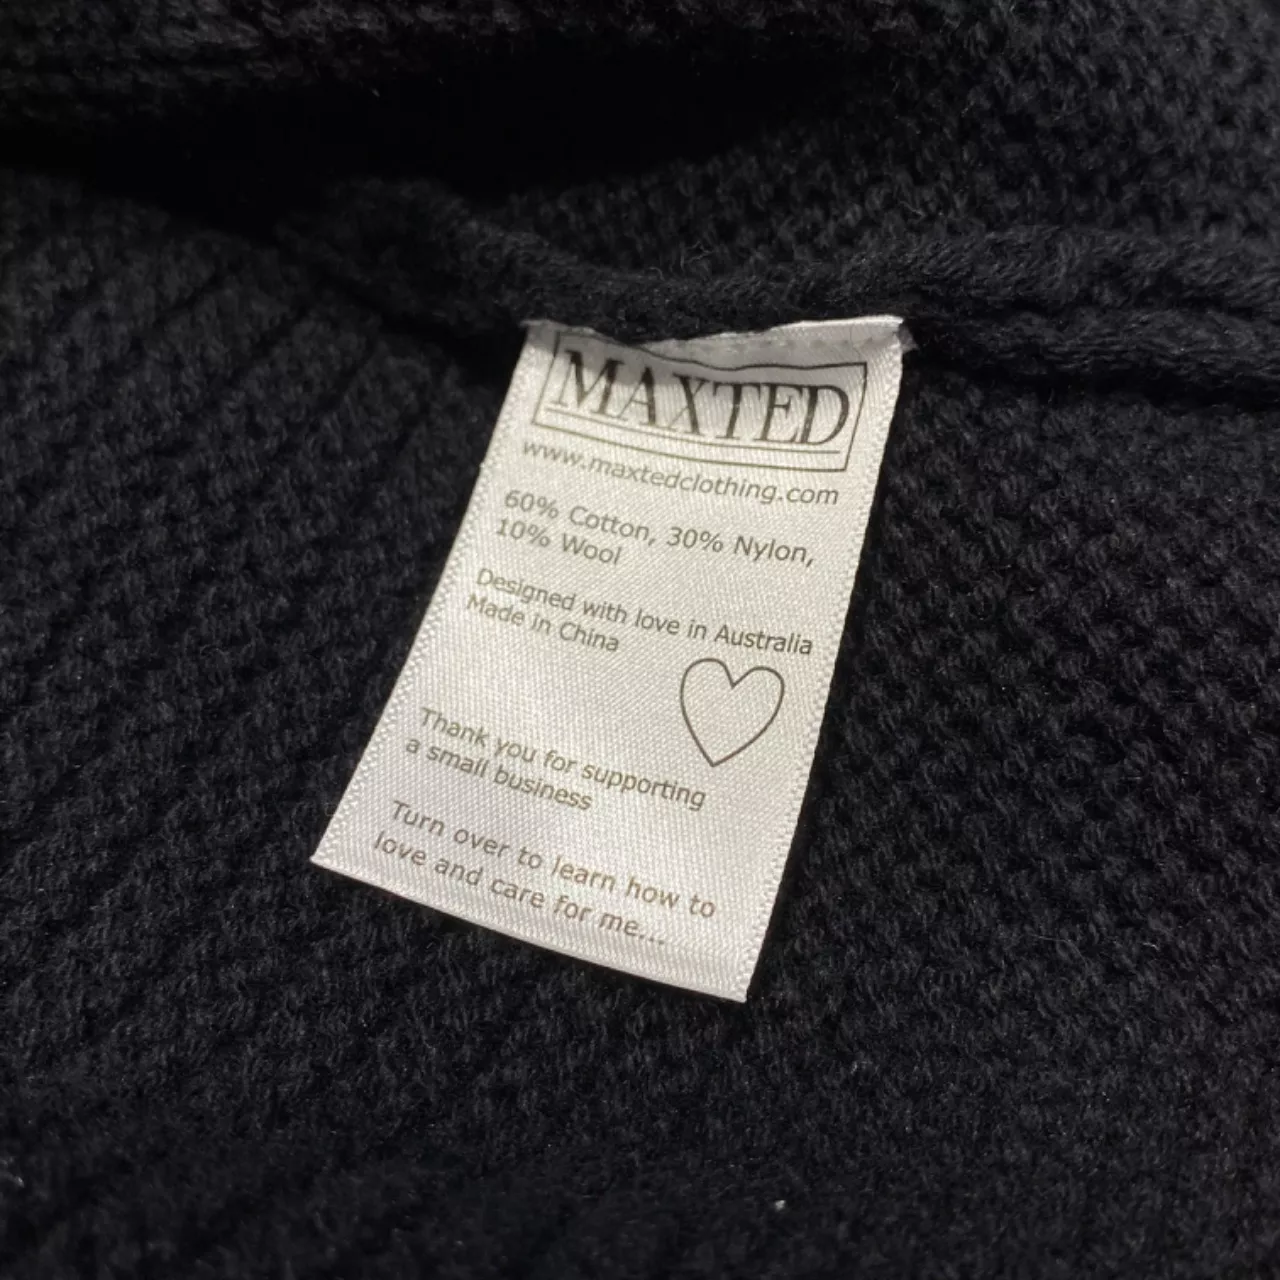 MAXTED
www.maxtedclothing.com
60% Cotton, 30% Nylon,
10% Wool
Designed with love in Australia
Made in China
Thank you for supporting
a small business
Turn over to learn how to
love and care for me...